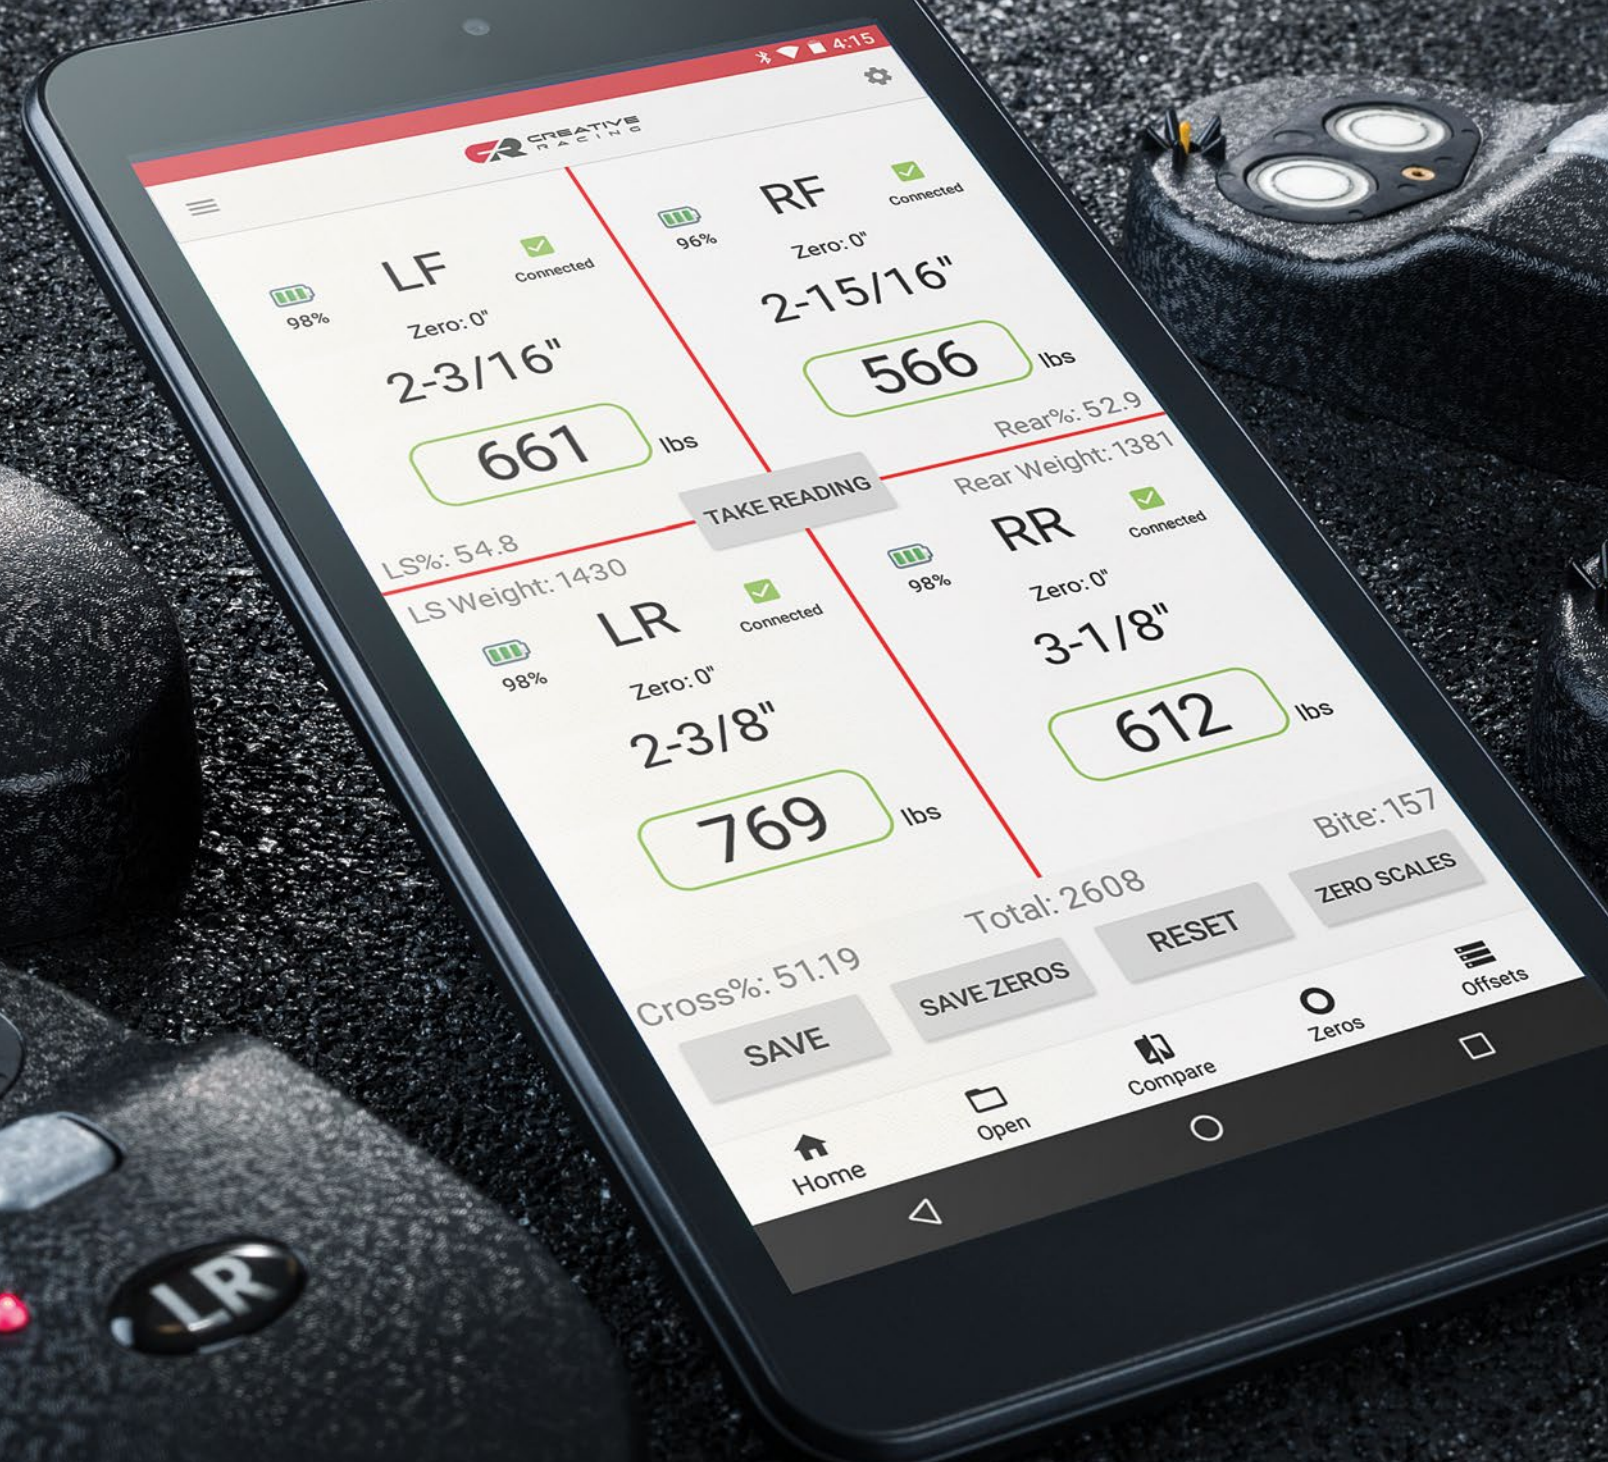 4:15
CREATIVE
RACING
LF
98%
Connected
Zero: 0"
2-3/16"
661 lbs
LS%: 54.8
RF
96%
Connected
Zero: 0"
2-15/16"
566 lbs
Rear%: 52.9
TAKE READING
LS Weight: 1430
LR
98%
Connected
Zero: 0"
2-3/8"
769 lbs
Rear Weight: 1381
RR
98%
Connected
Zero: 0"
3-1/8"
612 lbs
Cross%: 51.19
Total: 2608
Bite: 157
SAVE
SAVE ZEROS
RESET
ZERO SCALES
Home
Open
Compare
Zeros
Offsets
LR